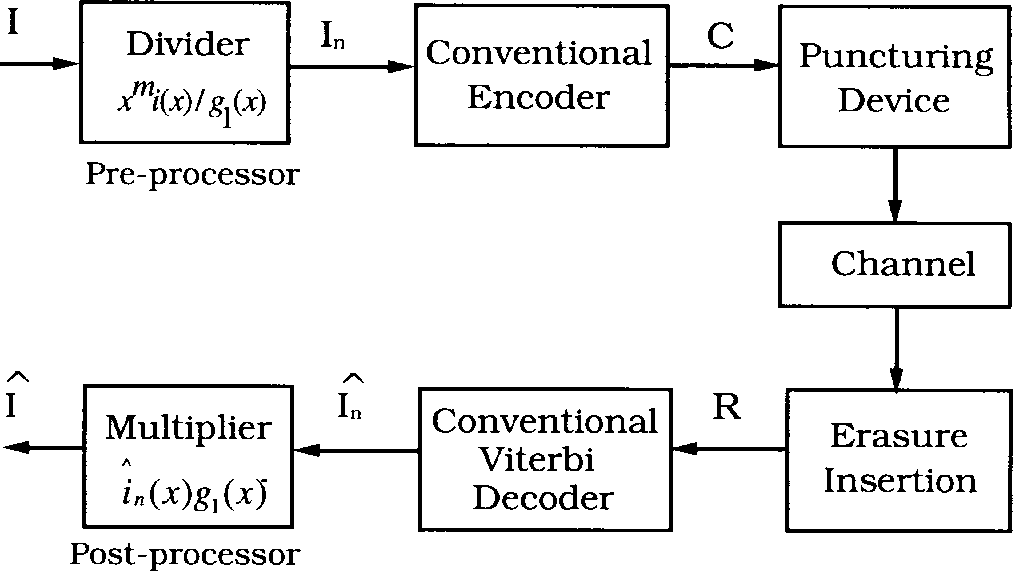 I
Divider
x^m i(x)/g_1(x)
Pre-processor
I_n
Conventional
Encoder
C
Puncturing
Device
Channel
Erasure
Insertion
R
Conventional
Viterbi
Decoder
Î_n
Multiplier
î_n(x)g_1(x)
Post-processor
Î